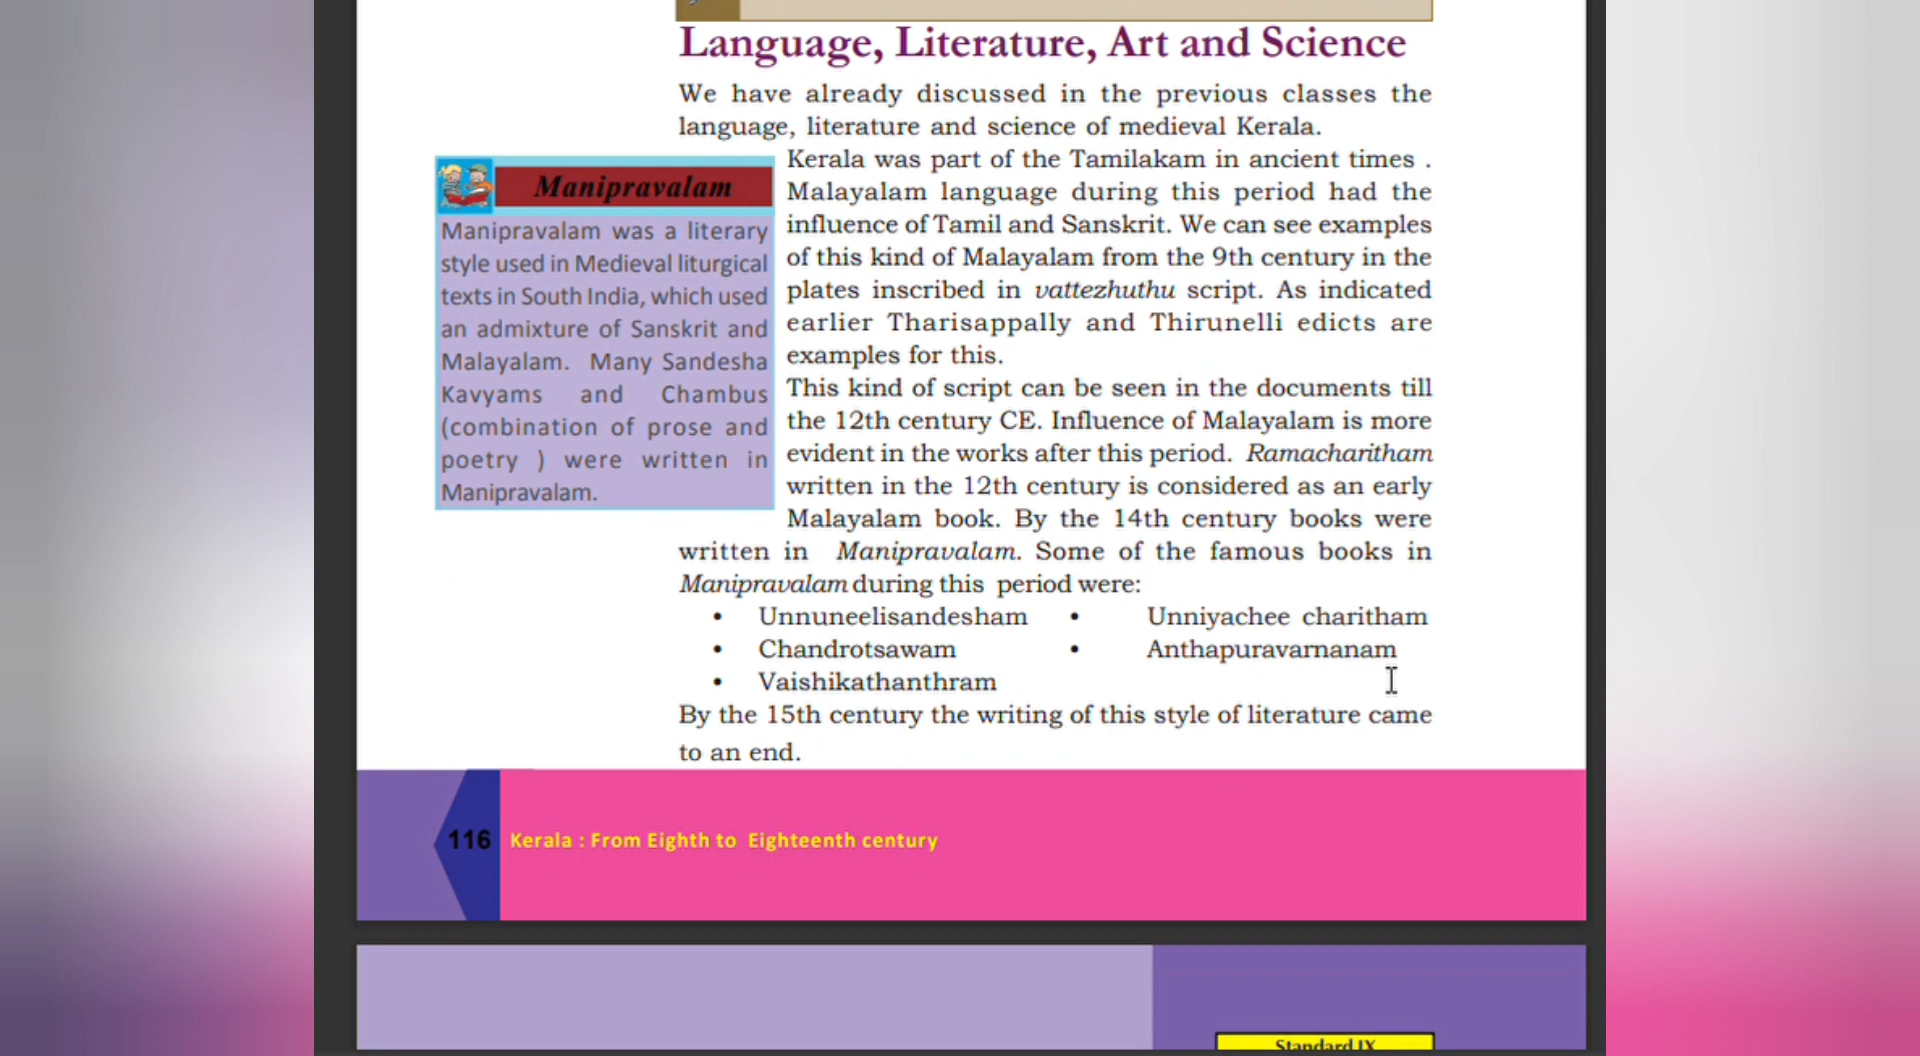 Language, Literature, Art and Science
We have already discussed in the previous classes the
language, literature and science of medieval Kerala.
Manipravalam
Manipravalam was a literary
style used in Medieval liturgical
texts in South India, which used
an admixture of Sanskrit and
Malayalam. Many Sandesha
Kavyams and Chambus
(combination of prose and
poetry ) were written in
Manipravalam.
Kerala was part of the Tamilakam in ancient times .
Malayalam language during this period had the
influence of Tamil and Sanskrit. We can see examples
of this kind of Malayalam from the 9th century in the
plates inscribed in vattezhuthu script. As indicated
earlier Tharisappally and Thirunelli edicts are
examples for this.
This kind of script can be seen in the documents till
the 12th century CE. Influence of Malayalam is more
evident in the works after this period. Ramacharitham
written in the 12th century is considered as an early
Malayalam book. By the 14th century books were
written in Manipravalam. Some of the famous books in
Manipravalam during this period were:
• Unnuneelisandesham • Unniyachee charitham
• Chandrotsawam • Anthapuravarnanam
• Vaishikathanthram
By the 15th century the writing of this style of literature came
to an end.
116 Kerala : From Eighth to Eighteenth century
Standard IX